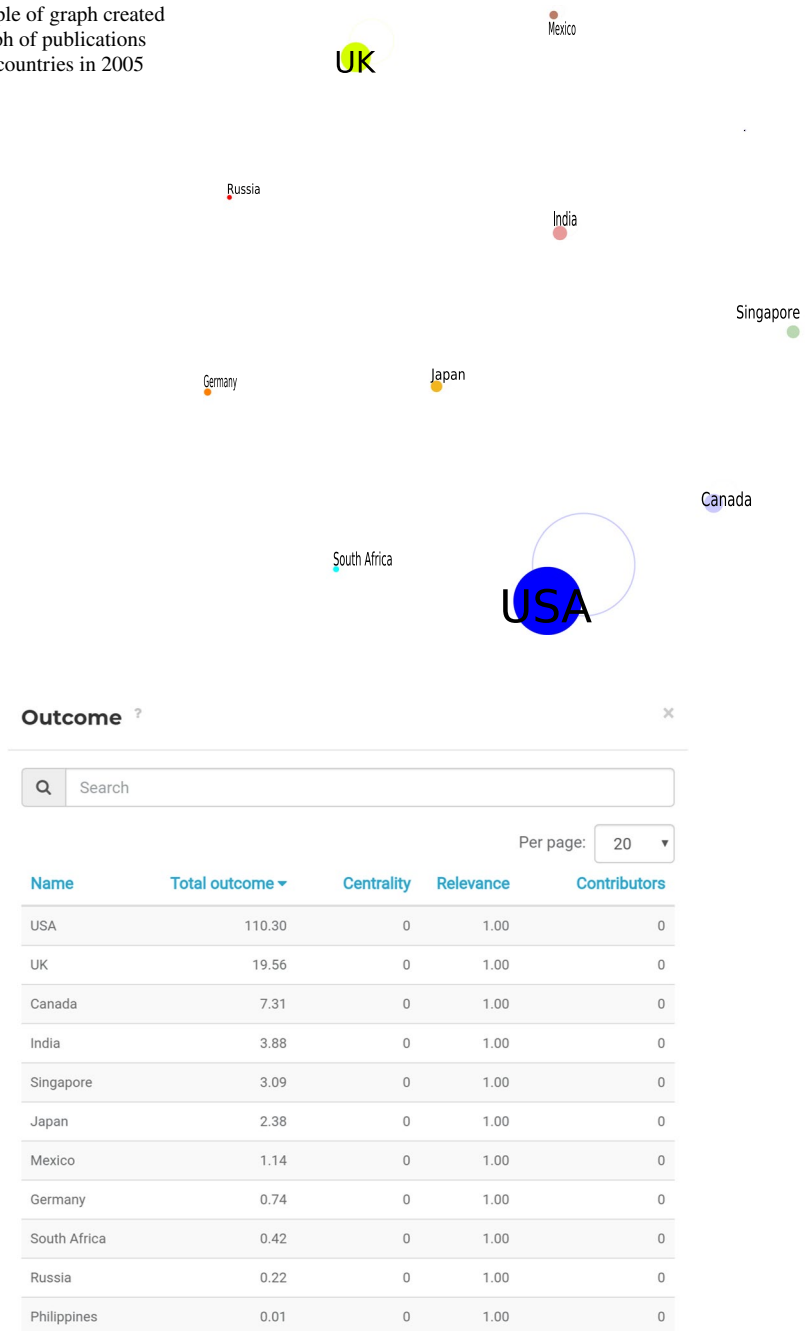 ple of graph created
ph of publications
countries in 2005
Mexico
UK
Russia
India
Singapore
Germany
Japan
Canada
South Africa
USA
Outcome ?
×
Search
Per page: 20
Name Total outcome Centrality Relevance Contributors
USA 110.30 0 1.00 0
UK 19.56 0 1.00 0
Canada 7.31 0 1.00 0
India 3.88 0 1.00 0
Singapore 3.09 0 1.00 0
Japan 2.38 0 1.00 0
Mexico 1.14 0 1.00 0
Germany 0.74 0 1.00 0
South Africa 0.42 0 1.00 0
Russia 0.22 0 1.00 0
Philippines 0.01 0 1.00 0